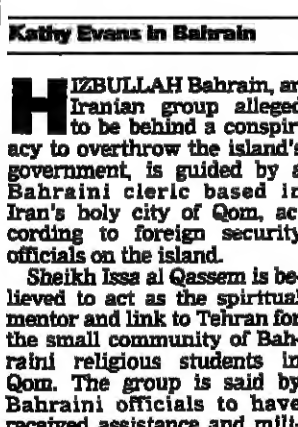 Kathy Evans in Bahrain
HIZBULLAH Bahrain, an
Iranian group alleged
to be behind a conspir-
acy to overthrow the island's
government, is guided by a
Bahraini cleric based in
Iran's holy city of Qom, ac-
cording to foreign security
officials on the island.
Sheikh Issa al Qassem is be-
lieved to act as the spiritual
mentor and link to Tehran for
the small community of Bah-
raini religious students in
Qom. The group is said by
Bahraini officials to have
received assistance and mili-